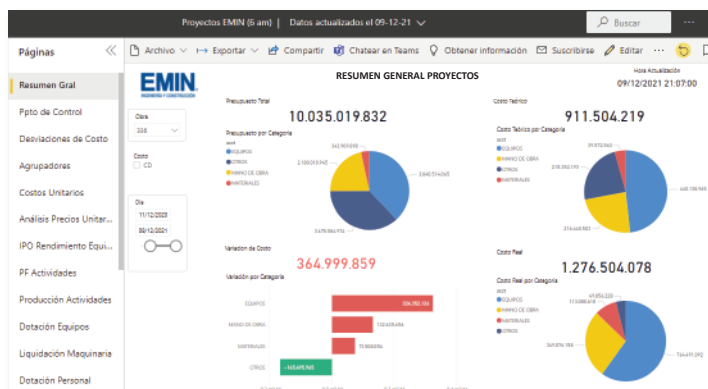 Proyectos EMIN (6 am) | Datos actualizados el 09-12-21
Buscar
Páginas
Archivo
Exportar
Compartir
Chatear en Teams
Obtener información
Suscribirse
Editar
Resumen Gral
Ppto de Control
Desviaciones de Costo
Agrupadores
Costos Unitarios
Análisis Precios Unitar...
IPO Rendimiento Equi...
PF Actividades
Producción Actividades
Dotación Equipos
Liquidación Maquinaria
Dotación Personal
EMIN
INGENIERÍA Y CONSTRUCCIÓN
RESUMEN GENERAL PROYECTOS
Hora Actualización
09/12/2021 21:07:00
Obra
336
Costo
CD
Día
11/12/2020
08/12/2021
Presupuesto Total
10.035.019.832
Presupuesto por Categoría
EQUIPOS
OTROS
MANO DE OBRA
MATERIALES
Costo Teórico
911.504.219
Costo Teórico por Categoría
EQUIPOS
MANO DE OBRA
OTROS
MATERIALES
Variacion de Costo
364.999.859
Variación por Categoría
EQUIPOS
MANO DE OBRA
MATERIALES
OTROS
Costo Real
1.276.504.078
Costo Real por Categoría
EQUIPOS
MANO DE OBRA
MATERIALES
OTROS